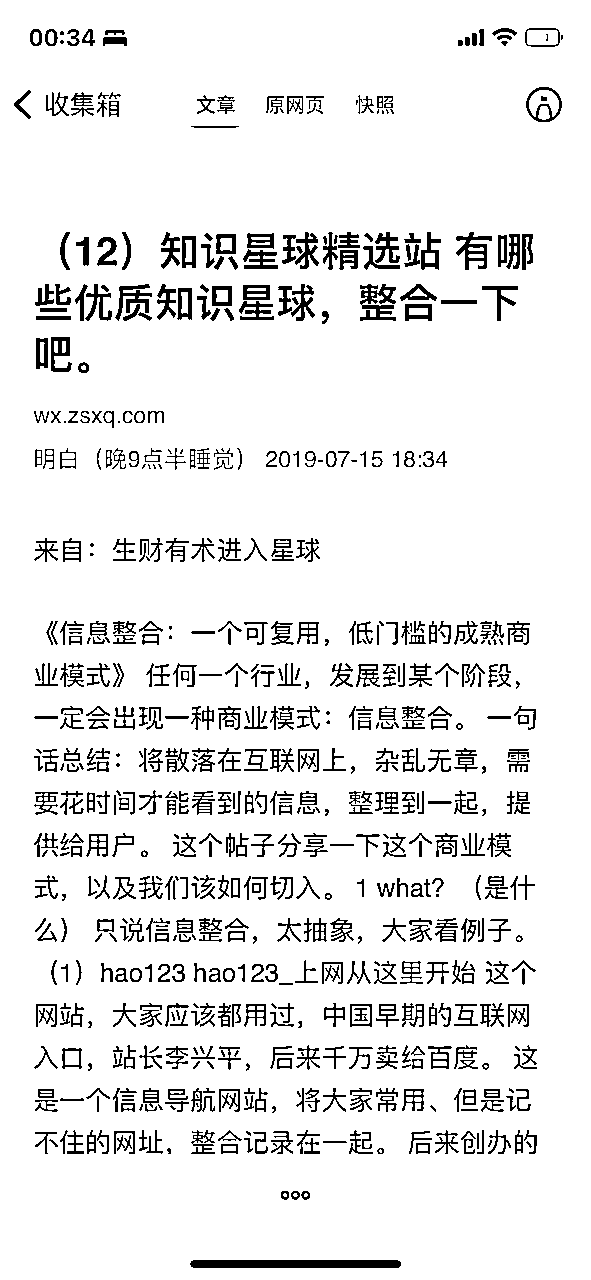 00:34
收集箱
文章 原网页 快照
（12）知识星球精选站 有哪
些优质知识星球，整合一下
吧。
wx.zsxq.com
明白（晚9点半睡觉） 2019-07-15 18:34
来自：生财有术进入星球
《信息整合：一个可复用，低门槛的成熟商
业模式》 任何一个行业，发展到某个阶段，
一定会出现一种商业模式：信息整合。 一句
话总结：将散落在互联网上，杂乱无章，需
要花时间才能看到的信息，整理到一起，提
供给用户。 这个帖子分享一下这个商业模
式，以及我们该如何切入。 1 what？（是什
么） 只说信息整合，太抽象，大家看例子。
（1）hao123 hao123_上网从这里开始 这个
网站，大家应该都用过，中国早期的互联网
入口，站长李兴平，后来千万卖给百度。 这
是一个信息导航网站，将大家常用、但是记
不住的网址，整合记录在一起。 后来创办的